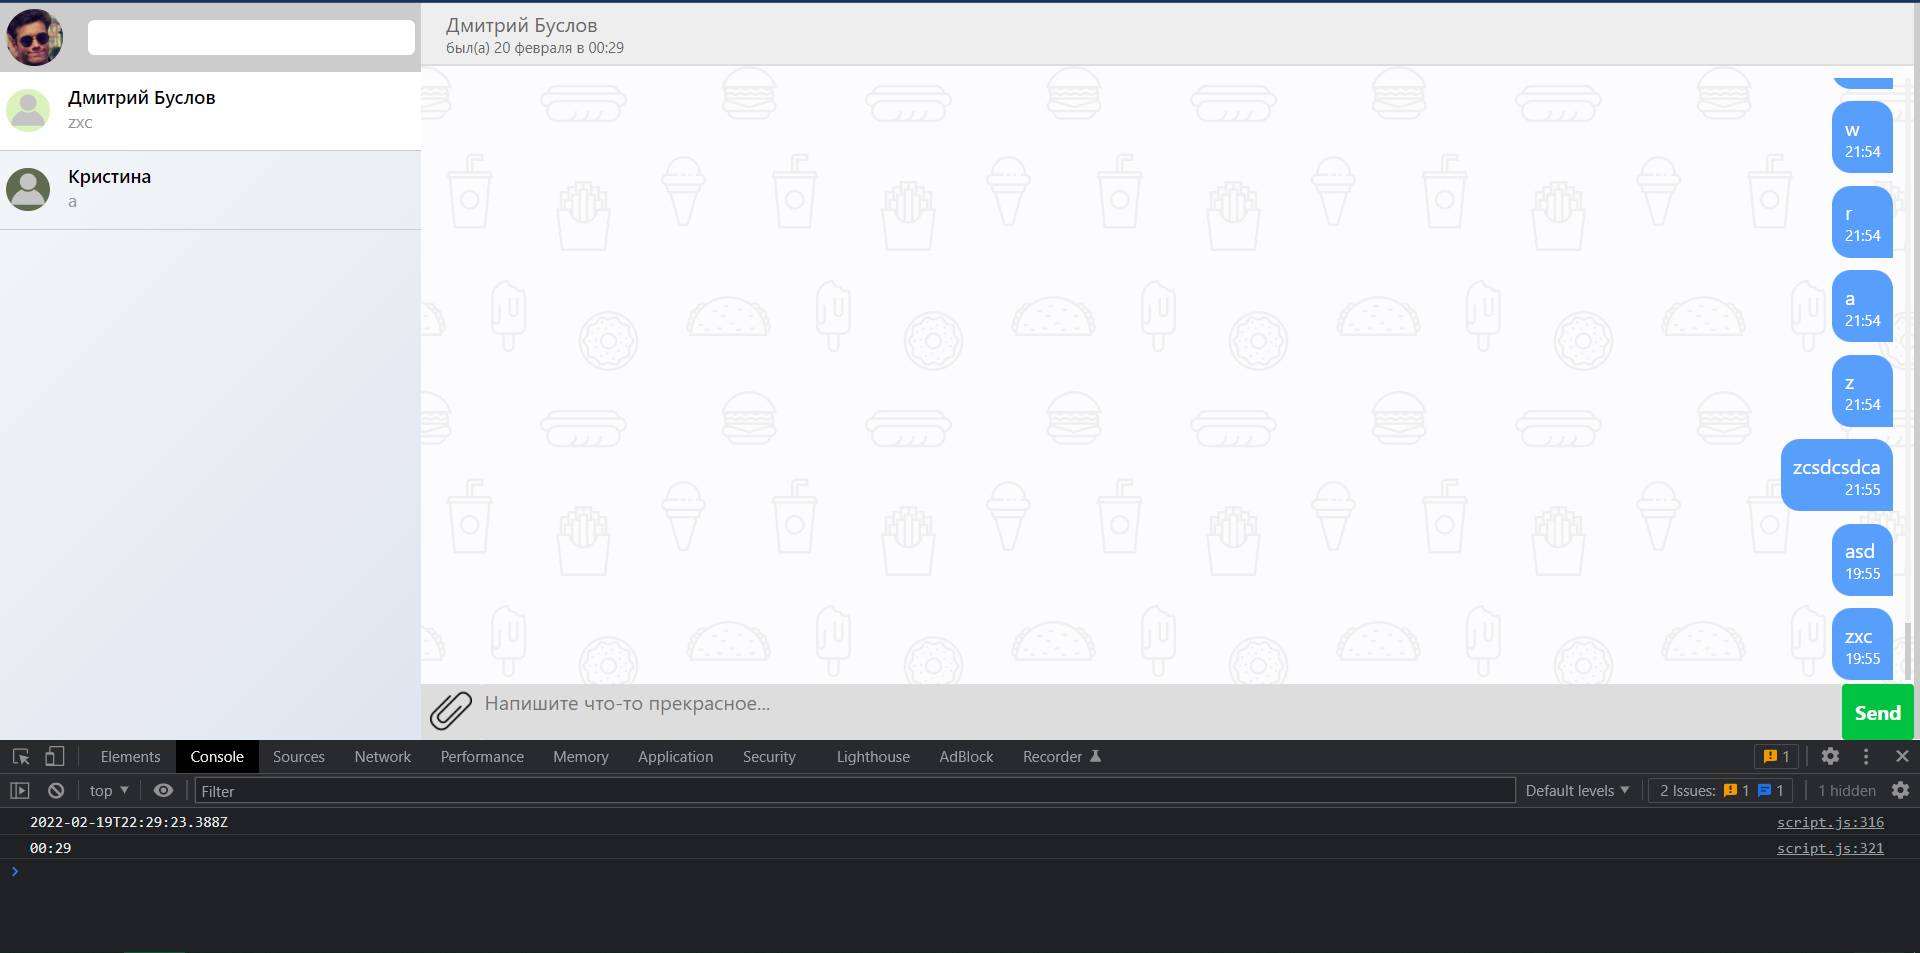 Дмитрий Буслов
zxc
Кристина
a
Дмитрий Буслов
был(а) 20 февраля в 00:29
w
21:54
r
21:54
a
21:54
z
21:54
zcsdcsdca
21:55
asd
19:55
zxc
19:55
Напишите что-то прекрасное...
Send
Elements Console Sources Network Performance Memory Application Security Lighthouse AdBlock Recorder 1
top Filter Default levels 2 Issues: 1 1 1 hidden
2022-02-19T22:29:23.388Z script.js:316
00:29 script.js:321